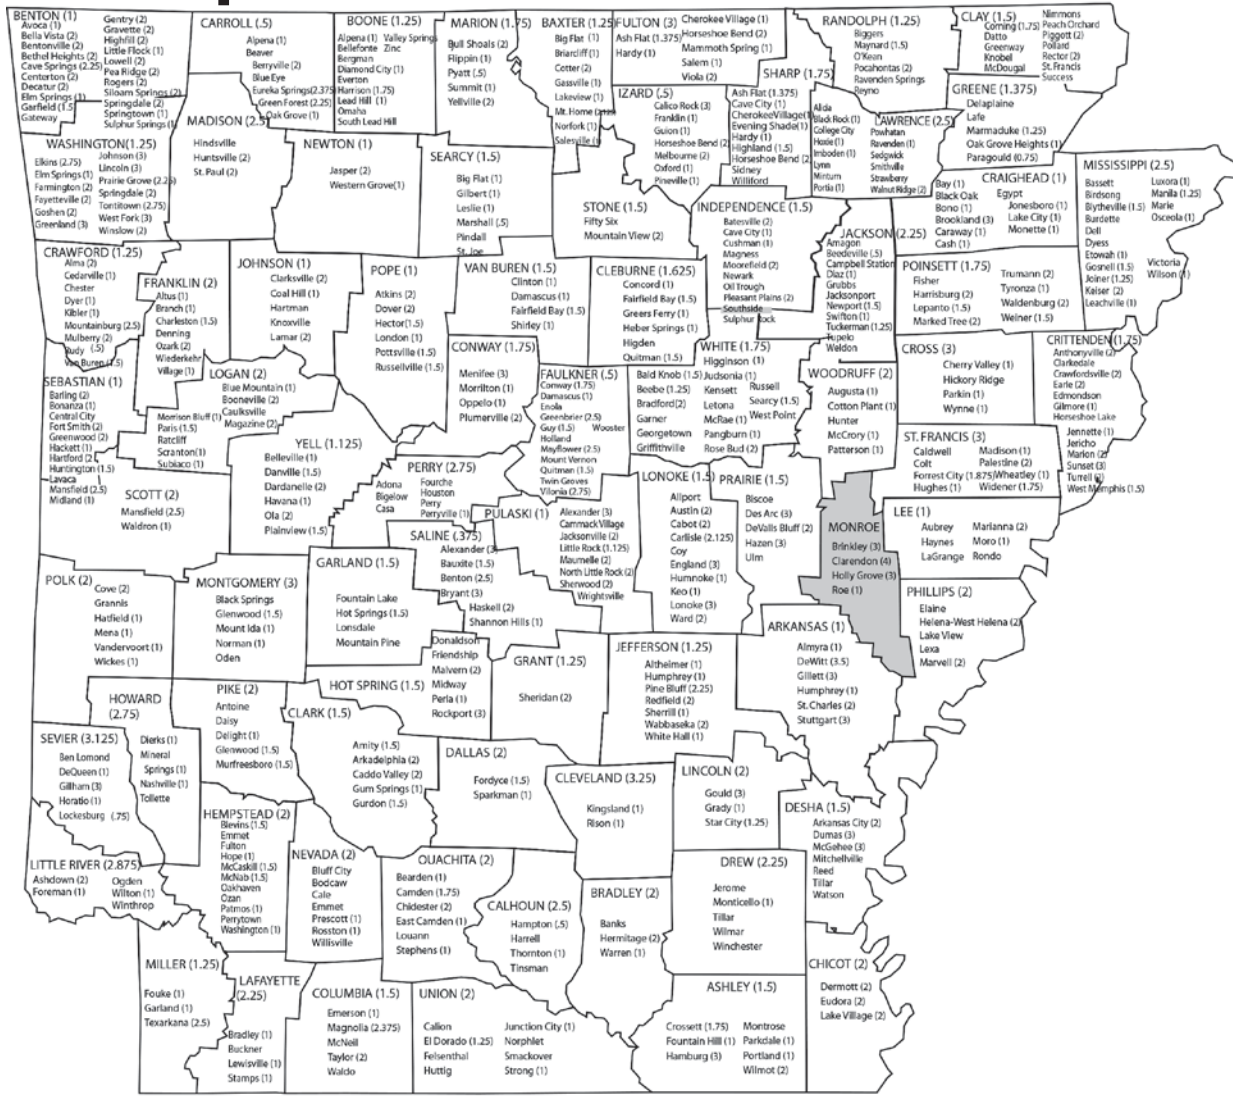 BENTON (1)
Avoca (1)
Bella Vista (2)
Bentonville (2)
Bethel Heights (2)
Cave Springs (2.25)
Centerton (2)
Decatur (2)
Elm Springs (1)
Garfield (1.5)
Gateway
Gentry (2)
Gravette (2)
Highfill (2)
Little Flock (1)
Lowell (2)
Pea Ridge (2)
Rogers (2)
Siloam Springs (2)
Springdale (2)
Springtown (1)
Sulphur Springs (1)
CARROLL (.5)
Alpena (1)
Beaver
Berryville (2)
Blue Eye
Eureka Springs(2.375)
Green Forest (2.25)
Oak Grove (1)
BOONE (1.25)
Alpena (1) Valley Springs
Bellefonte Zinc
Bergman
Diamond City (1)
Everton
Harrison (1.75)
Lead Hill (1)
Omaha
South Lead Hill
MARION (1.75)
Bull Shoals (2)
Flippin (1)
Pyatt (.5)
Summit (1)
Yellville (2)
BAXTER (1.25)
Big Flat (1)
Briarcliff (1)
Cotter (2)
Gassville (1)
Lakeview (1)
Mt. Home
Norfork (1)
Salesville
FULTON (3)
Ash Flat (1.375)
Hardy (1)
Cherokee Village (1)
Horseshoe Bend (2)
Mammoth Spring (1)
Salem (1)
Viola (2)
SHARP (1.75)
Ash Flat (1.375)
Cave City (1)
CherokeeVillage(1)
Evening Shade(1)
Hardy (1)
Highland (1.5)
Horseshoe Bend (2)
Sidney
Williford
RANDOLPH (1.25)
Biggers
Maynard (1.5)
O'Kean
Pocahontas (2)
Ravenden Springs
Reyno
CLAY (1.5)
Corning (1.75)
Datto
Greenway
Knobel
McDougal
Nimmons
Peach Orchard
Piggott (2)
Pollard
Rector (2)
St. Francis
Success
GREENE (1.375)
Delaplaine
Lafe
Marmaduke (1.25)
Oak Grove Heights (1)
Paragould (0.75)
IZARD (.5)
Calico Rock (3)
Franklin (1)
Guion (1)
Horseshoe Bend (2)
Melbourne (2)
Oxford (1)
Pineville (1)
LAWRENCE (2.5)
Alida
Black Rock (1)
College City
Hoxie (1)
Imboden (1)
Lynn
Minturn
Portia (1)
Powhatan
Ravenden (1)
Sedgwick
Smithville
Strawberry
Walnut Ridge (2)
WASHINGTON(1.25)
Elkins (2.75)
Elm Springs (1)
Farmington (2)
Fayetteville (2)
Goshen (2)
Greenland (3)
Johnson (3)
Lincoln (3)
Prairie Grove (2.25)
Springdale (2)
Tontitown (2.75)
West Fork (3)
Winslow (2)
MADISON (2.5)
Hindsville
Huntsville (2)
St. Paul (2)
NEWTON (1)
Jasper (2)
Western Grove(1)
SEARCY (1.5)
Big Flat (1)
Gilbert (1)
Leslie (1)
Marshall (.5)
Pindall
St. Joe
STONE (1.5)
Fifty Six
Mountain View (2)
INDEPENDENCE (1.5)
Batesville (2)
Cave City (1)
Cushman (1)
Magness
Moorefield (2)
Newark
Oil Trough
Pleasant Plains (2)
Southside
Sulphur Rock
JACKSON (2.25)
Amagon
Beedeville (.5)
Campbell Station
Diaz (1)
Grubbs
Jacksonport
Newport (1.5)
Swifton (1)
Tuckerman (1.25)
Tupelo
Weldon
CRAIGHEAD (1)
Bay (1)
Black Oak
Bono (1)
Brookland (3)
Caraway (1)
Cash (1)
Egypt
Jonesboro (1)
Lake City (1)
Monette (1)
MISSISSIPPI (2.5)
Bassett
Birdsong
Blytheville (1.5)
Burdette
Dell
Dyess
Etowah (1)
Gosnell (1.5)
Joiner (1.25)
Keiser (2)
Leachville (1)
Luxora (1)
Manila (1.25)
Marie
Osceola (1)
Victoria
Wilson (1)
CRAWFORD (1.25)
Alma (2)
Cedarville (1)
Chester
Dyer (1)
Kibler (1)
Mountainburg (2.5)
Mulberry (2)
Rudy (.5)
Van Buren (1.5)
FRANKLIN (2)
Altus (1)
Branch (1)
Charleston (1.5)
Denning
Ozark (2)
Wiederkehr
Village (1)
JOHNSON (1)
Clarksville (2)
Coal Hill (1)
Hartman
Knoxville
Lamar (2)
POPE (1)
Atkins (2)
Dover (2)
Hector(1.5)
London (1)
Pottsville (1.5)
Russellville (1.5)
VAN BUREN (1.5)
Clinton (1)
Damascus (1)
Fairfield Bay (1.5)
Shirley (1)
CLEBURNE (1.625)
Concord (1)
Fairfield Bay (1.5)
Greers Ferry (1)
Heber Springs (1)
Higden
Quitman (1.5)
POINSETT (1.75)
Fisher
Harrisburg (2)
Lepanto (1.5)
Marked Tree (2)
Trumann (2)
Tyronza (1)
Waldenburg (2)
Weiner (1.5)
CONWAY (1.75)
Menifee (3)
Morrilton (1)
Oppelo (1)
Plumerville (2)
FAULKNER (.5)
Conway (1.75)
Damascus (1)
Enola
Greenbrier (2.5)
Guy (1.5) Wooster
Holland
Mayflower (2.5)
Mount Vernon
Quitman (1.5)
Twin Groves
Vilonia (2.75)
WHITE (1.75)
Bald Knob (1.5)
Beebe (1.25)
Bradford(2)
Garner
Georgetown
Griffithville
Higginson (1)
Judsonia (1)
Kensett
Letona
McRae (1)
Pangburn (1)
Rose Bud (2)
Russell
Searcy (1.5)
West Point
WOODRUFF (2)
Augusta (1)
Cotton Plant (1)
Hunter
McCrory (1)
Patterson (1)
CROSS (3)
Cherry Valley (1)
Hickory Ridge
Parkin (1)
Wynne (1)
CRITTENDEN (1.75)
Anthonyville (2)
Clarkedale
Crawfordsville (2)
Earle (2)
Edmondson
Gilmore (1)
Horseshoe Lake
Jennette (1)
Jericho
Marion (2)
Sunset (3)
Turrell
West Memphis (1.5)
SEBASTIAN (1)
Barling (2)
Bonanza (1)
Central City
Fort Smith (2)
Greenwood (2)
Hackett (1)
Hartford (2)
Huntington (1.5)
Lavaca
Mansfield (2.5)
Midland (1)
LOGAN (2)
Blue Mountain (1)
Booneville (2)
Caulksville
Magazine (2)
Morrison Bluff (1)
Paris (1.5)
Ratcliff
Scranton(1)
Subiaco (1)
YELL (1.125)
Belleville (1)
Danville (1.5)
Dardanelle (2)
Havana (1)
Ola (2)
Plainview (1.5)
PERRY (2.75)
Adona
Bigelow
Casa
Fourche
Houston
Perry
Perryville (1)
ST. FRANCIS (3)
Caldwell
Colt
Forrest City (1.875)
Hughes (1)
Madison (1)
Palestine (2)
Wheatley (1)
Widener (1.75)
SCOTT (2)
Mansfield (2.5)
Waldron (1)
PULASKI (1)
Alexander (3)
Cammack Village
Jacksonville (2)
Little Rock (1.125)
Maumelle (2)
North Little Rock (2)
Sherwood (2)
Wrightsville
LONOKE (1.5)
Allport
Austin (2)
Cabot (2)
Carlisle (2.125)
Coy
England (3)
Humnoke (1)
Keo (1)
Lonoke (3)
Ward (2)
PRAIRIE (1.5)
Biscoe
Des Arc (3)
DeValls Bluff (2)
Hazen (3)
Ulm
MONROE
Brinkley (3)
Clarendon (4)
Holly Grove (3)
Roe (1)
LEE (1)
Aubrey
Haynes
LaGrange
Marianna (2)
Moro (1)
Rondo
SALINE (.375)
Alexander (3)
Bauxite (1.5)
Benton (2.5)
Bryant (3)
Haskell (2)
Shannon Hills (1)
GARLAND (1.5)
Fountain Lake
Hot Springs (1.5)
Lonsdale
Mountain Pine
POLK (2)
Cove (2)
Grannis
Hatfield (1)
Mena (1)
Vandervoort (1)
Wickes (1)
MONTGOMERY (3)
Black Springs
Glenwood (1.5)
Mount Ida (1)
Norman (1)
Oden
PHILLIPS (2)
Elaine
Helena-West Helena (2)
Lake View
Lexa
Marvell (2)
ARKANSAS (1)
Almyra (1)
DeWitt (3.5)
Gillett (3)
Humphrey (1)
St. Charles (2)
Stuttgart (3)
JEFFERSON (1.25)
Altheimer (1)
Humphrey (1)
Pine Bluff (2.25)
Redfield (2)
Sherrill (1)
Wabbaseka (2)
White Hall (1)
GRANT (1.25)
Sheridan (2)
HOT SPRING (1.5)
Donaldson
Friendship
Malvern (2)
Midway
Perla (1)
Rockport (3)
HOWARD
(2.75)
Dierks (1)
Mineral
Springs (1)
Nashville (1)
Tollette
PIKE (2)
Antoine
Daisy
Delight (1)
Glenwood (1.5)
Murfreesboro (1.5)
CLARK (1.5)
Amity (1.5)
Arkadelphia (2)
Caddo Valley (2)
Gum Springs (1)
Gurdon (1.5)
SEVIER (3.125)
Ben Lomond
DeQueen (1)
Gillham (3)
Horatio (1)
Lockesburg (.75)
DALLAS (2)
Fordyce (1.5)
Sparkman (1)
CLEVELAND (3.25)
Kingsland (1)
Rison (1)
LINCOLN (2)
Gould (3)
Grady (1)
Star City (1.25)
DESHA (1.5)
Arkansas City (2)
Dumas (3)
McGehee (3)
Mitchellville
Reed
Tillar
Watson
HEMPSTEAD (2)
Blevins (1.5)
Emmet
Fulton
Hope (1)
McCaskill (1.5)
McNab (1.5)
Oakhaven
Ozan
Patmos (1)
Perrytown
Washington (1)
LITTLE RIVER (2.875)
Ashdown (2)
Foreman (1)
Ogden
Wilton (1)
Winthrop
NEVADA (2)
Bluff City
Bodcaw
Cale
Emmet
Prescott (1)
Rosston (1)
Willisville
OUACHITA (2)
Bearden (1)
Camden (1.75)
Chidester (2)
East Camden (1)
Louann
Stephens (1)
CALHOUN (2.5)
Hampton (.5)
Harrell
Thornton (1)
Tinsman
BRADLEY (2)
Banks
Hermitage (2)
Warren (1)
DREW (2.25)
Jerome
Monticello (1)
Tillar
Wilmar
Winchester
MILLER (1.25)
Fouke (1)
Garland (1)
Texarkana (2.5)
LAFAYETTE
(2.25)
Bradley (1)
Buckner
Lewisville (1)
Stamps (1)
COLUMBIA (1.5)
Emerson (1)
Magnolia (2.375)
McNeil
Taylor (2)
Waldo
UNION (2)
Calion
El Dorado (1.25)
Felsenthal
Huttig
Junction City (1)
Norphlet
Smackover
Strong (1)
ASHLEY (1.5)
Crossett (1.75)
Fountain Hill (1)
Hamburg (3)
Montrose
Parkdale (1)
Portland (1)
Wilmot (2)
CHICOT (2)
Dermott (2)
Eudora (2)
Lake Village (2)